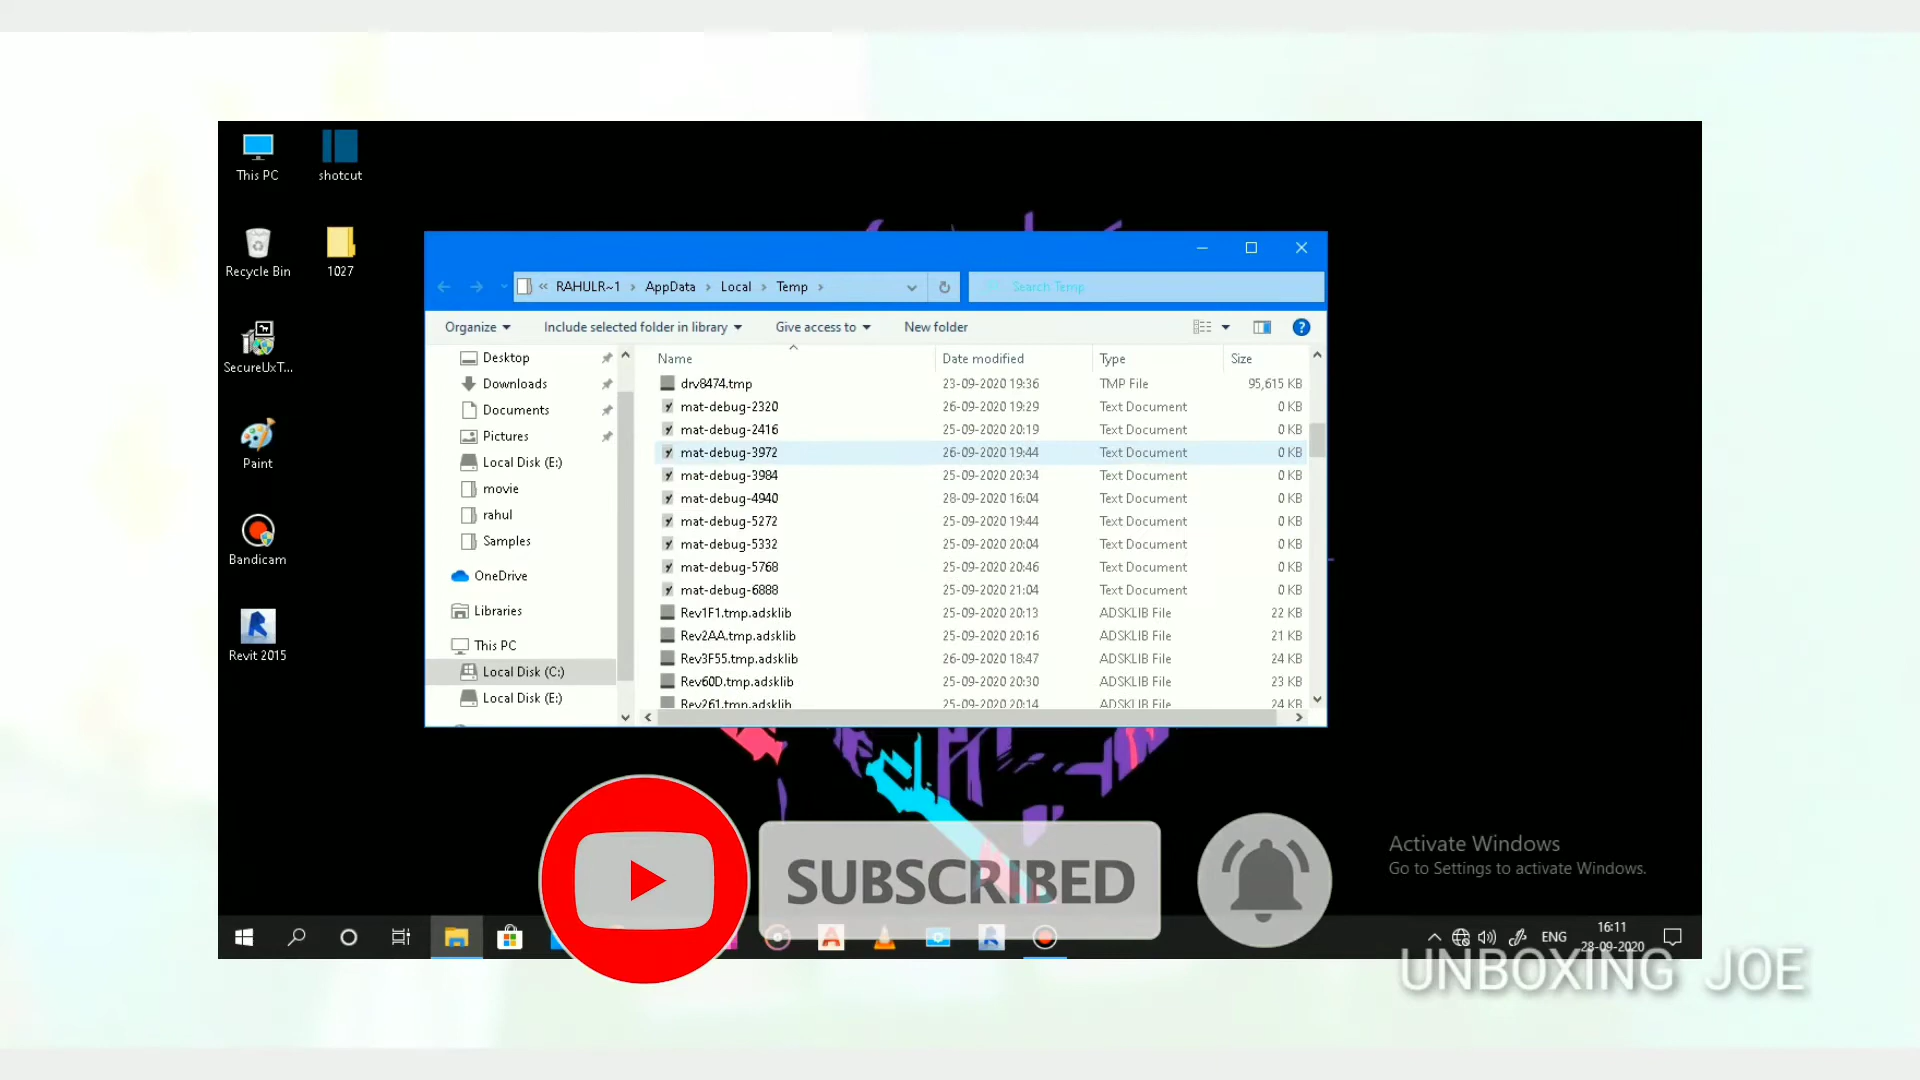 This PC
shotcut
Recycle Bin
1027
SecureUxT...
Paint
Bandicam
Revit 2015
« RAHULR~1 › AppData › Local › Temp ›
Search Temp
Organize
Include selected folder in library
Give access to
New folder
Desktop
Downloads
Documents
Pictures
Local Disk (E:)
movie
rahul
Samples
OneDrive
Libraries
This PC
Local Disk (C:)
Local Disk (E:)
Name Date modified Type Size
drv8474.tmp 23-09-2020 19:36 TMP File 95,615 KB
mat-debug-2320 26-09-2020 19:29 Text Document 0 KB
mat-debug-2416 25-09-2020 20:19 Text Document 0 KB
mat-debug-3972 26-09-2020 19:44 Text Document 0 KB
mat-debug-3984 25-09-2020 20:34 Text Document 0 KB
mat-debug-4940 28-09-2020 16:04 Text Document 0 KB
mat-debug-5272 25-09-2020 19:44 Text Document 0 KB
mat-debug-5332 25-09-2020 20:04 Text Document 0 KB
mat-debug-5768 25-09-2020 20:46 Text Document 0 KB
mat-debug-6888 25-09-2020 21:04 Text Document 0 KB
Rev1F1.tmp.adsklib 25-09-2020 20:13 ADSKLIB File 22 KB
Rev2AA.tmp.adsklib 25-09-2020 20:16 ADSKLIB File 21 KB
Rev3F55.tmp.adsklib 26-09-2020 18:47 ADSKLIB File 24 KB
Rev60D.tmp.adsklib 25-09-2020 20:30 ADSKLIB File 23 KB
Rev261.tmp.adsklib 25-09-2020 20:14 ADSKLIB File 24 KB
SUBSCRIBED
Activate Windows
Go to Settings to activate Windows.
ENG
16:11
28-09-2020
UNBOXING JOE